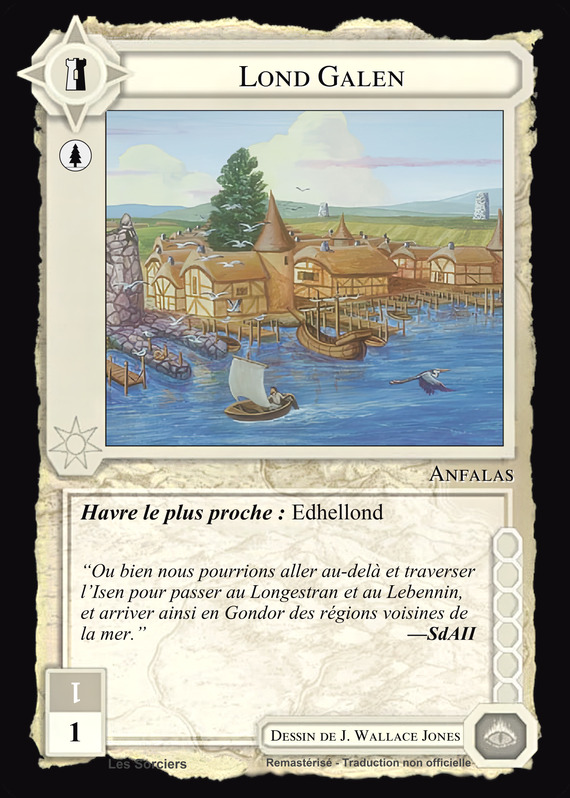 LOND GALEN
ANFALAS
Havre le plus proche : Edhellond
“Ou bien nous pourrions aller au-delà et traverser
l’Isen pour passer au Longestran et au Lebennin,
et arriver ainsi en Gondor des régions voisines de
la mer.” —SdAII
1
1
DESSIN DE J. WALLACE JONES
Les Sorciers
Remastérisé - Traduction non officielle